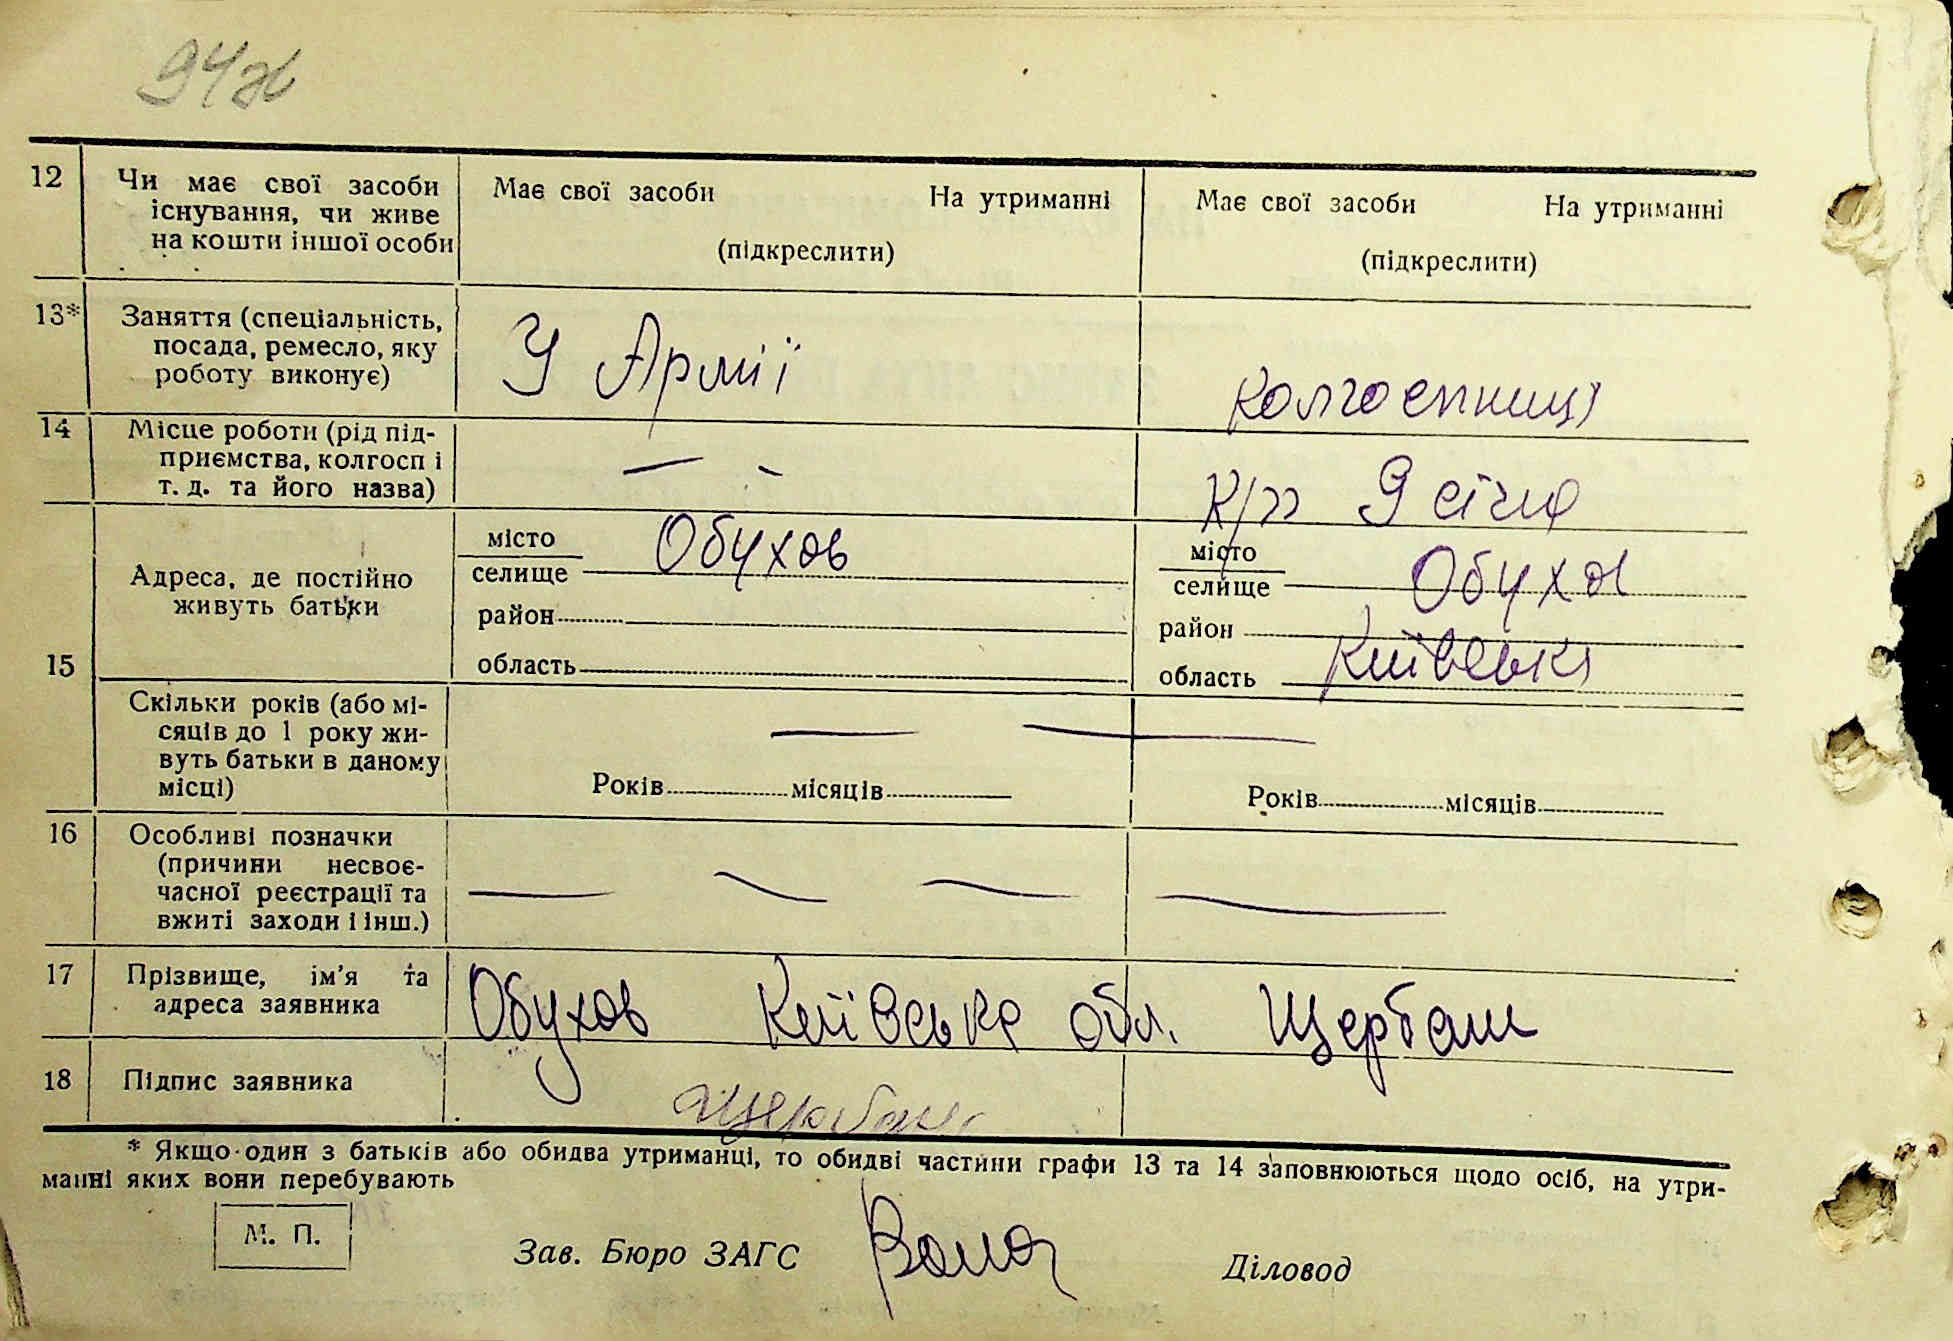 94зв
12 Чи має свої засоби існування, чи живе на кошти іншої особи
Має свої засоби На утриманні
(підкреслити)
Має свої засоби На утриманні
(підкреслити)
13* Заняття (спеціальність, посада, ремесло, яку роботу виконує)
У Армії
колгоспниця
14 Місце роботи (рід підприємства, колгосп і т. д. та його назва)
— -
К/г 9 січня
15
Адреса, де постійно живуть батьки
місто
селище Обухов
район
область
місто
селище Обухов
район
область Київська
Скільки років (або місяців до 1 року живуть батьки в даному місці)
Років місяців
Років місяців
16 Особливі позначки (причини несвоєчасної реєстрації та вжиті заходи і інш.)
17 Прізвище, ім'я та адреса заявника
Обухов Київська обл. Щербаш
18 Підпис заявника
* Якщо один з батьків або обидва утриманці, то обидві частини графи 13 та 14 заповнюються щодо осіб, на утри-
манні яких вони перебувають
М. П.
Зав. Бюро ЗАГС
Діловод